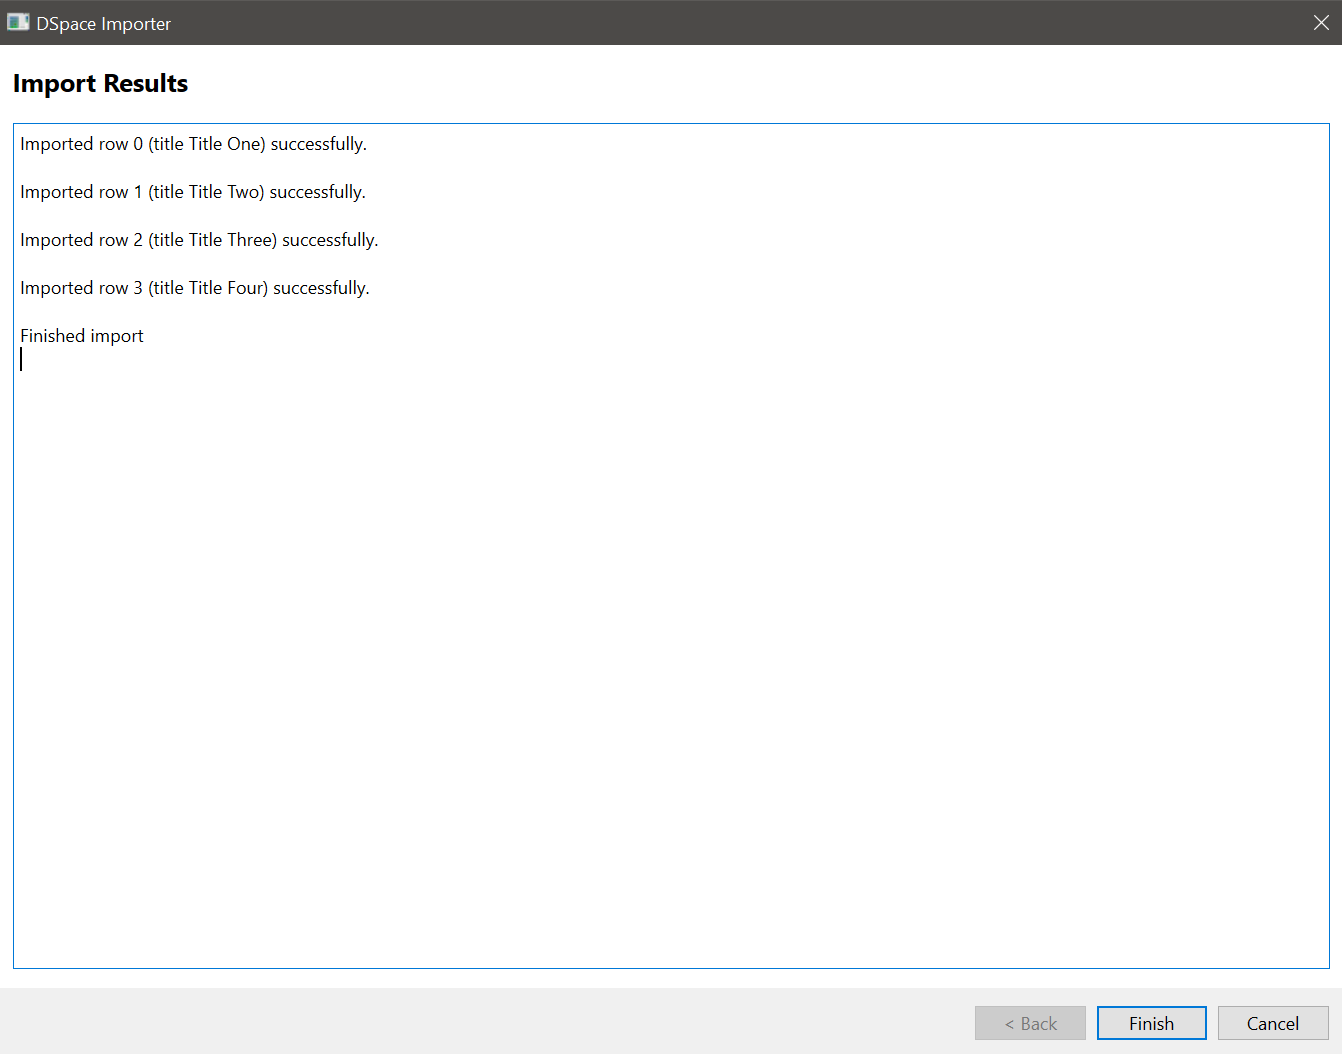 DSpace Importer
Import Results
Imported row 0 (title Title One) successfully.
Imported row 1 (title Title Two) successfully.
Imported row 2 (title Title Three) successfully.
Imported row 3 (title Title Four) successfully.
Finished import
< Back
Finish
Cancel